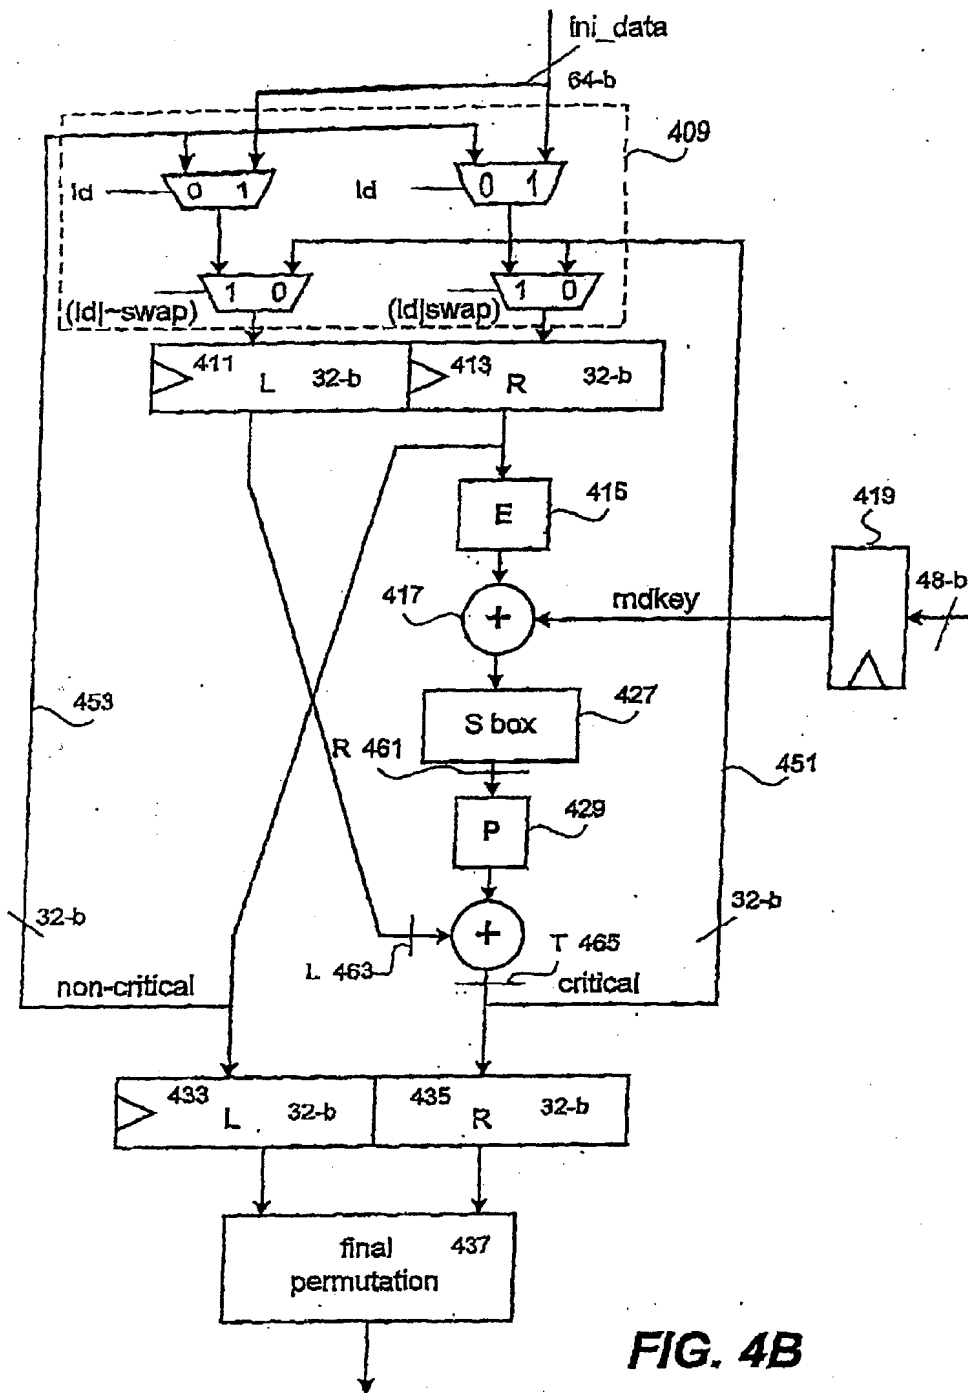 ini_data
64-b
409
ld
0 1
ld
0 1
(ld|~swap)
1 0
(ld|swap)
1 0
411
L
32-b
413
R
32-b
E
415
419
417
+
rndkey
48-b
453
S box
427
R 461
451
P
429
32-b
32-b
+
L 463
T 465
non-critical
critical
433
L
32-b
435
R
32-b
final
437
permutation
FIG. 4B